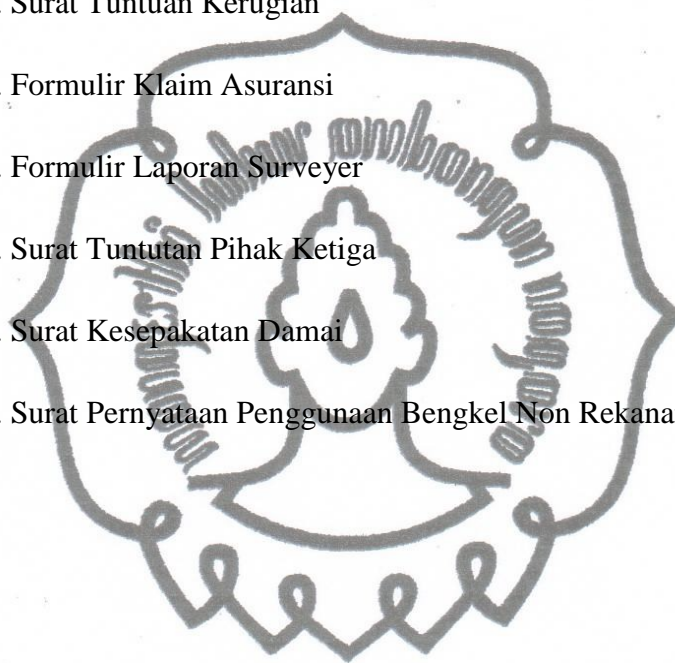 . Surat Tuntuan Kerugian
. Formulir Klaim Asuransi
. Formulir Laporan Surveyer
. Surat Tuntutan Pihak Ketiga
. Surat Kesepakatan Damai
. Surat Pernyataan Penggunaan Bengkel Non Rekana